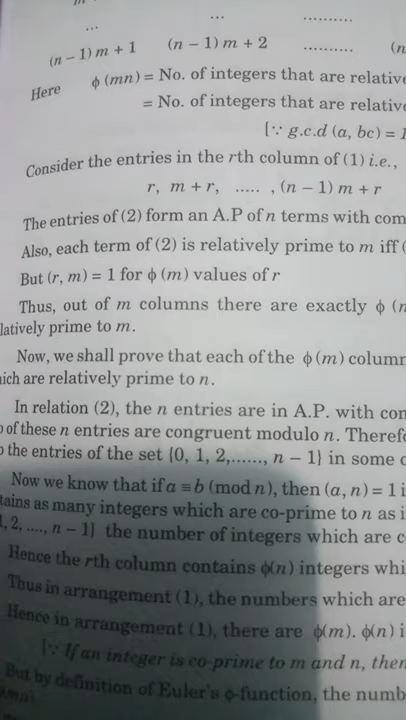 ... ... ..........
(n – 1) m + 1 (n – 1) m + 2 .......... (n
Here ϕ (mn) = No. of integers that are relative
= No. of integers that are relative
[∵ g.c.d (a, bc) = 1
Consider the entries in the rth column of (1) i.e.,
r, m + r, ..... , (n – 1) m + r
The entries of (2) form an A.P of n terms with com
Also, each term of (2) is relatively prime to m iff (
But (r, m) = 1 for ϕ (m) values of r
Thus, out of m columns there are exactly ϕ (n
latively prime to m.
Now, we shall prove that each of the ϕ (m) column
hich are relatively prime to n.
In relation (2), the n entries are in A.P. with con
o of these n entries are congruent modulo n. Therefo
o the entries of the set {0, 1, 2,......, n – 1} in some o
Now we know that if a ≡ b (mod n), then (a, n) = 1 i
tains as many integers which are co-prime to n as i
1, 2, ...., n – 1} the number of integers which are c
Hence the rth column contains ϕ(n) integers whi
Thus in arrangement (1), the numbers which are
Hence in arrangement (1), there are ϕ(m). ϕ(n) i
[∵ If an integer is co-prime to m and n, then
But by definition of Euler's ϕ-function, the numb